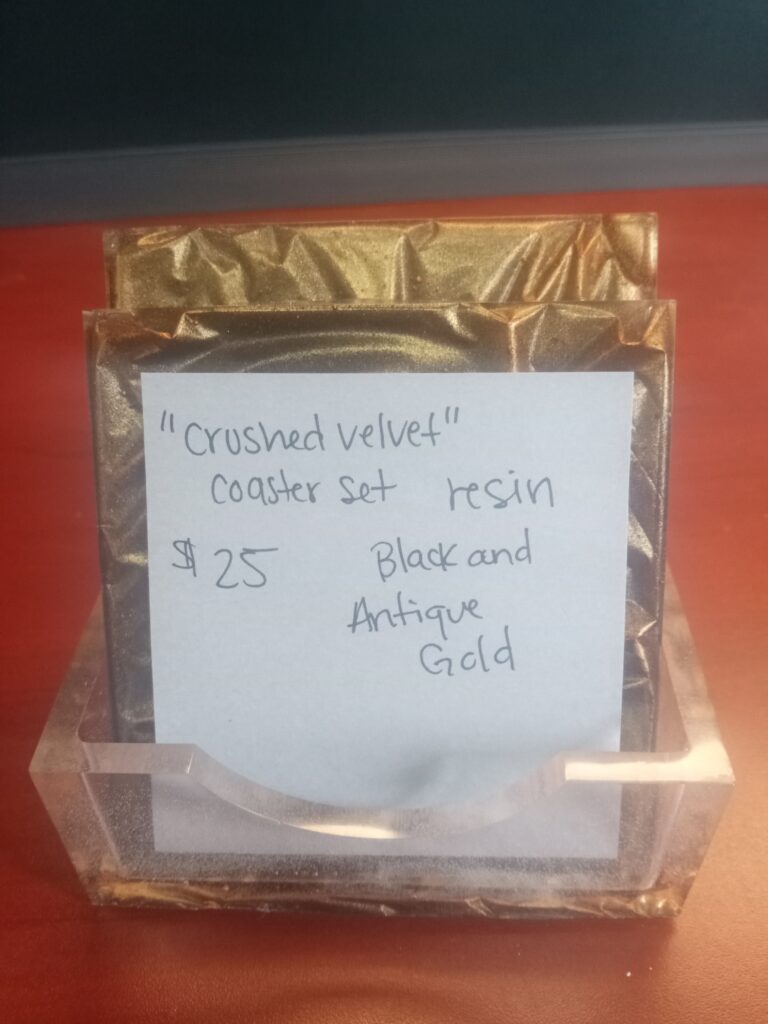 "Crushed velvet"
coaster set resin
$25 Black and
Antique
Gold